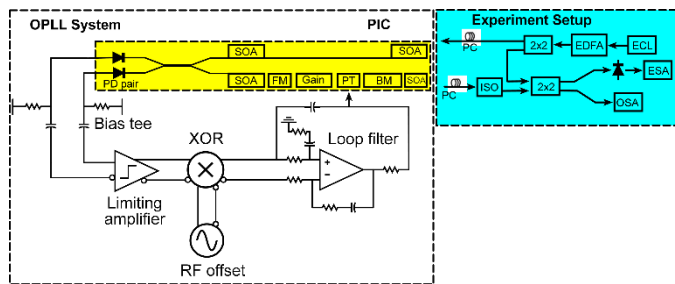 OPLL System
PIC
Experiment Setup
SOA
SOA
PD pair
SOA
FM
Gain
PT
BM
SOA
PC
2x2
EDFA
ECL
PC
ISO
2x2
ESA
OSA
Bias tee
XOR
Loop filter
+
−
Limiting
amplifier
RF offset